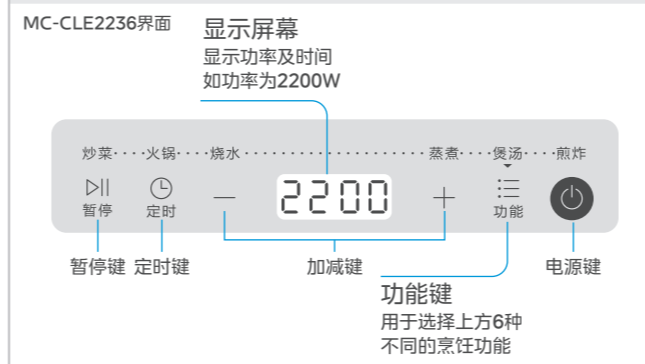 MC-CLE2236界面
显示屏幕
显示功率及时间
如功率为2200W
炒菜····火锅····烧水····················蒸煮····煲汤····煎炸
2200
暂停 定时 功能
暂停键 定时键 加减键 电源键
功能键
用于选择上方6种
不同的烹饪功能